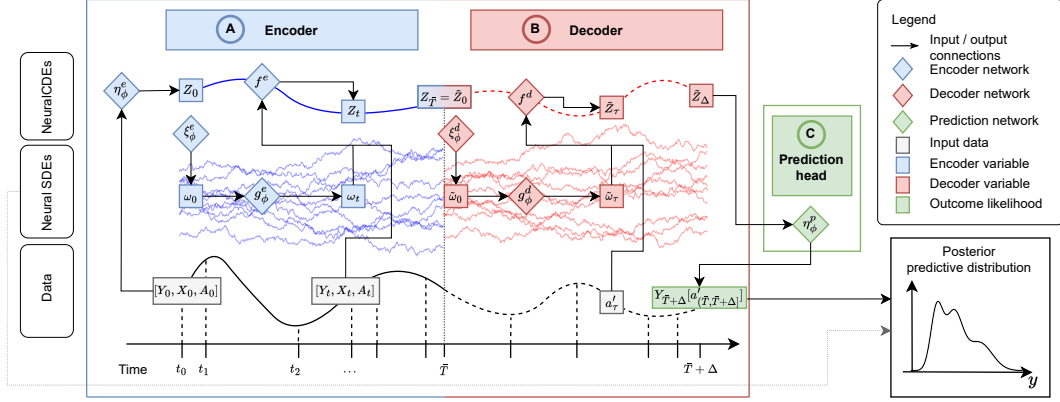 A Encoder
B Decoder
Legend
Input / output
connections
Encoder network
Decoder network
Prediction network
Input data
Encoder variable
Decoder variable
Outcome likelihood
NeuralCDEs
Neural SDEs
Data
η^e_ϕ
Z_0
f^e
Z_t
Z_{T̄} = Z̃_0
f^d
Z̃_τ
Z̃_Δ
C
Prediction
head
ξ^e_ϕ
ξ^d_ϕ
ω_0
g^e_ϕ
ω_t
ω̃_0
g^d_ϕ
ω̃_τ
η^p_ϕ
[Y_0, X_0, A_0]
[Y_t, X_t, A_t]
a'_τ
Y_{T̄+Δ}[a'_{(T̄,T̄+Δ]}]
Posterior
predictive distribution
y
Time t_0 t_1 t_2 ... T̄ T̄ + Δ